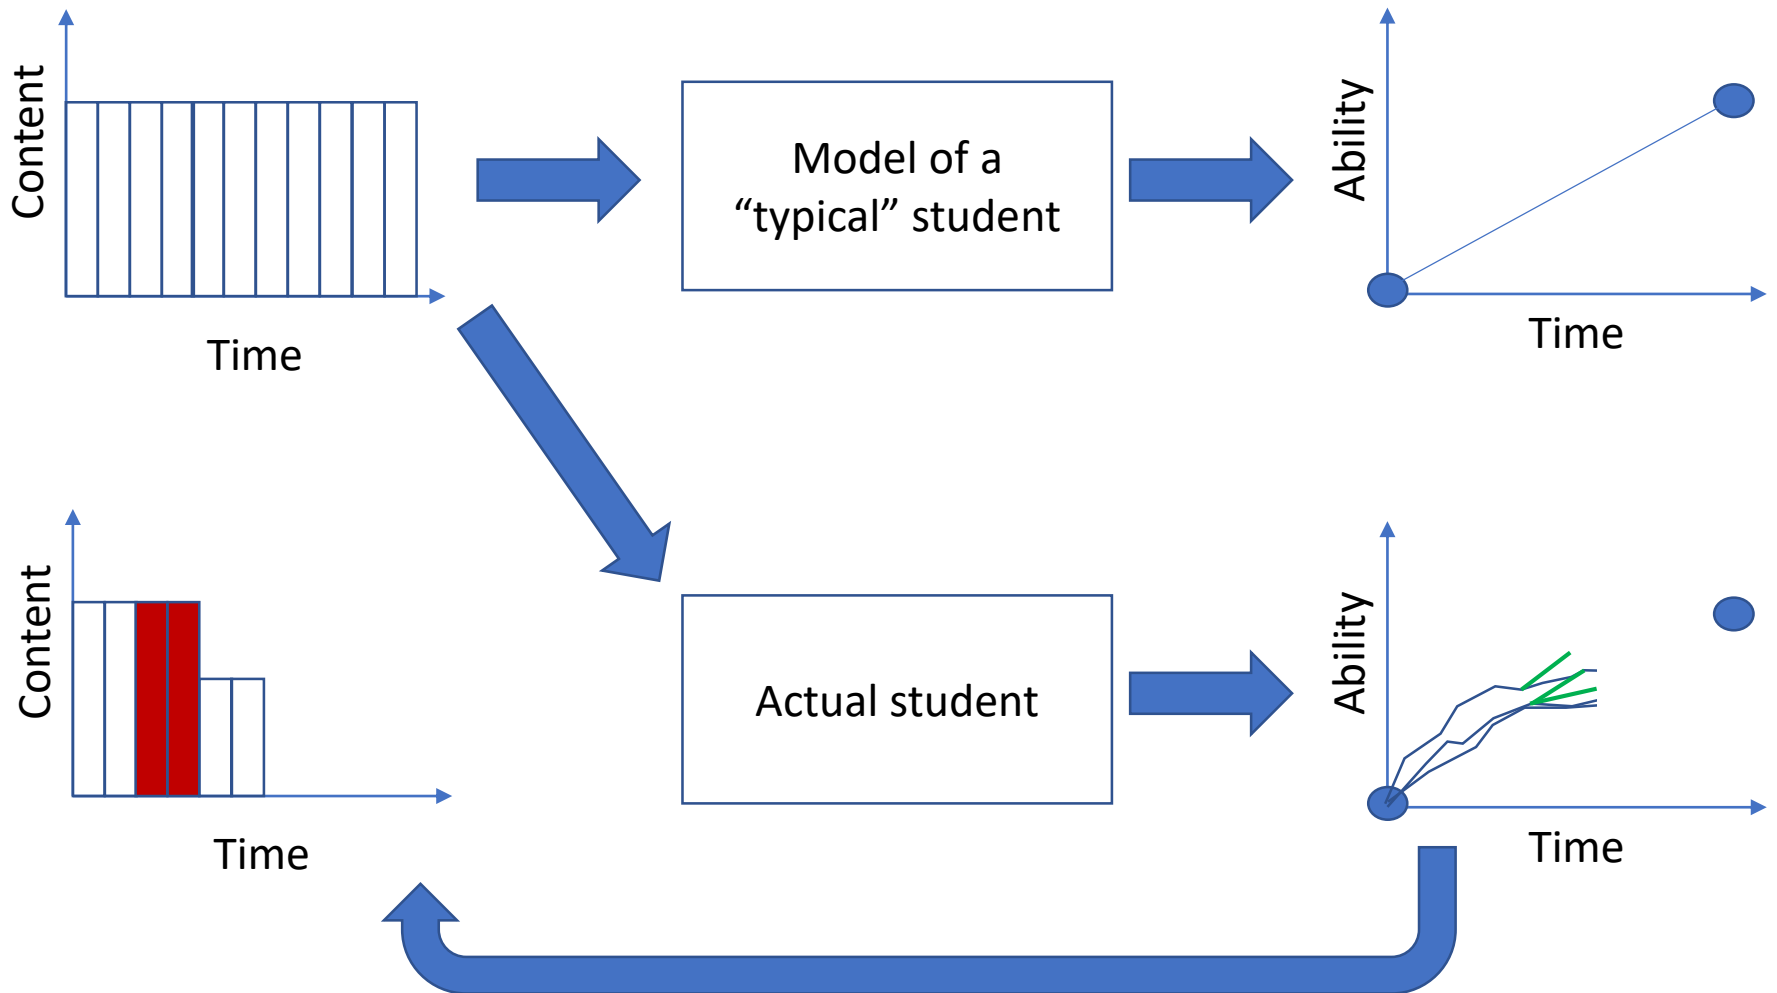 Content
Time
Model of a
“typical” student
Ability
Time
Content
Time
Actual student
Ability
Time